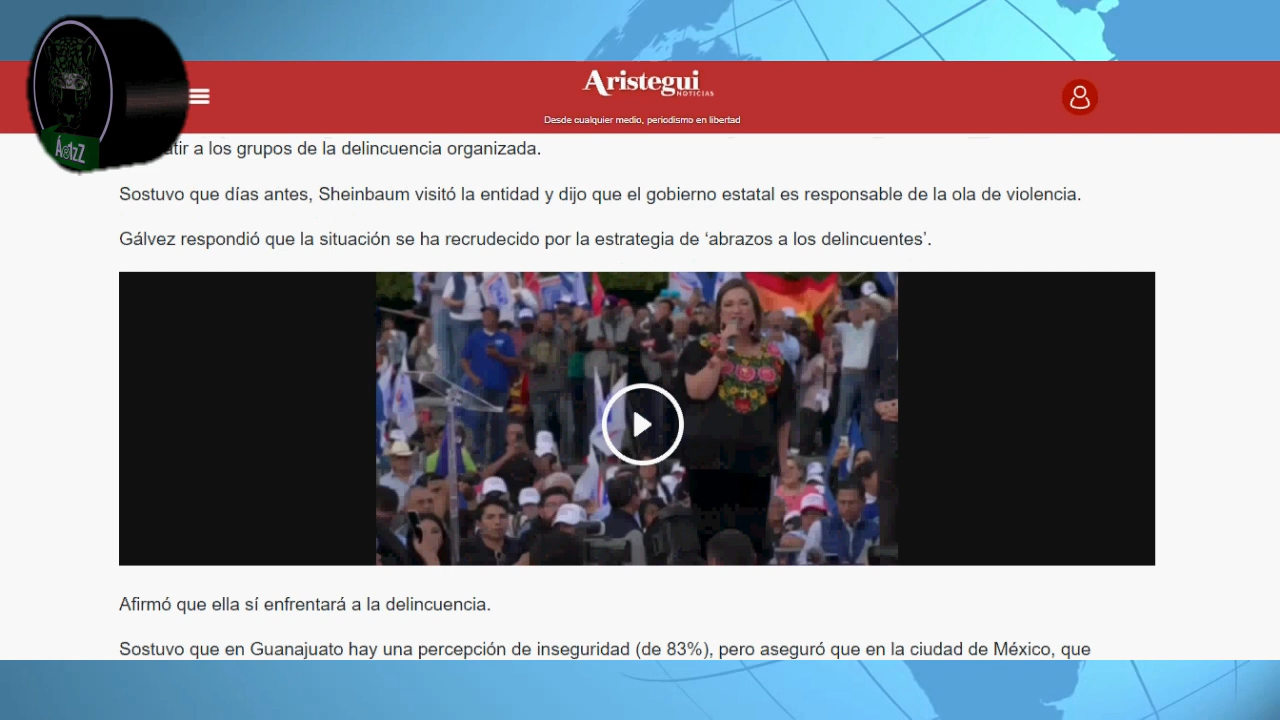 Aristegui
NOTICIAS
Desde cualquier medio, periodismo en libertad
a los grupos de la delincuencia organizada.
Sostuvo que días antes, Sheinbaum visitó la entidad y dijo que el gobierno estatal es responsable de la ola de violencia.
Gálvez respondió que la situación se ha recrudecido por la estrategia de ‘abrazos a los delincuentes’.
Afirmó que ella sí enfrentará a la delincuencia.
Sostuvo que en Guanajuato hay una percepción de inseguridad (de 83%), pero aseguró que en la ciudad de México, que